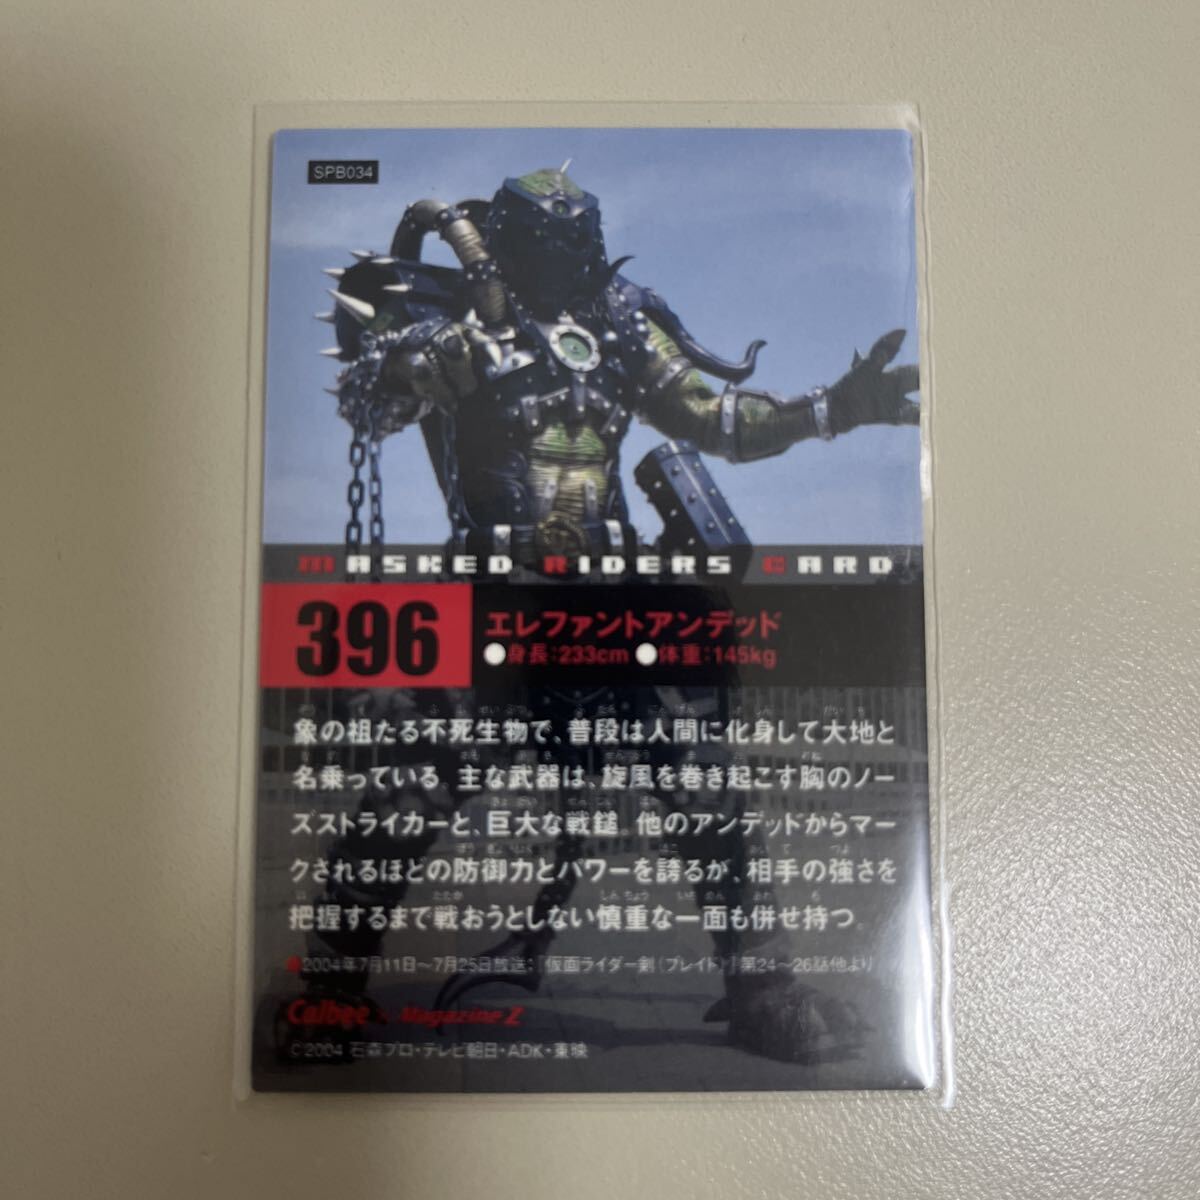 SPB034
MASKED RIDERS CARD
396
エレファントアンデッド
●身長:233cm ●体重:145kg
象の祖たる不死生物で、普段は人間に化身して大地と
名乗っている。主な武器は、旋風を巻き起こす胸のノー
ズストライカーと、巨大な戦鎚。他のアンデッドからマー
クされるほどの防御力とパワーを誇るが、相手の強さを
把握するまで戦おうとしない慎重な一面も併せ持つ。
●2004年7月11日〜7月25日放送;『仮面ライダー剣(ブレイド)』第24〜26話他より
Calbee × Magazine Z
©2004 石森プロ・テレビ朝日・ADK・東映